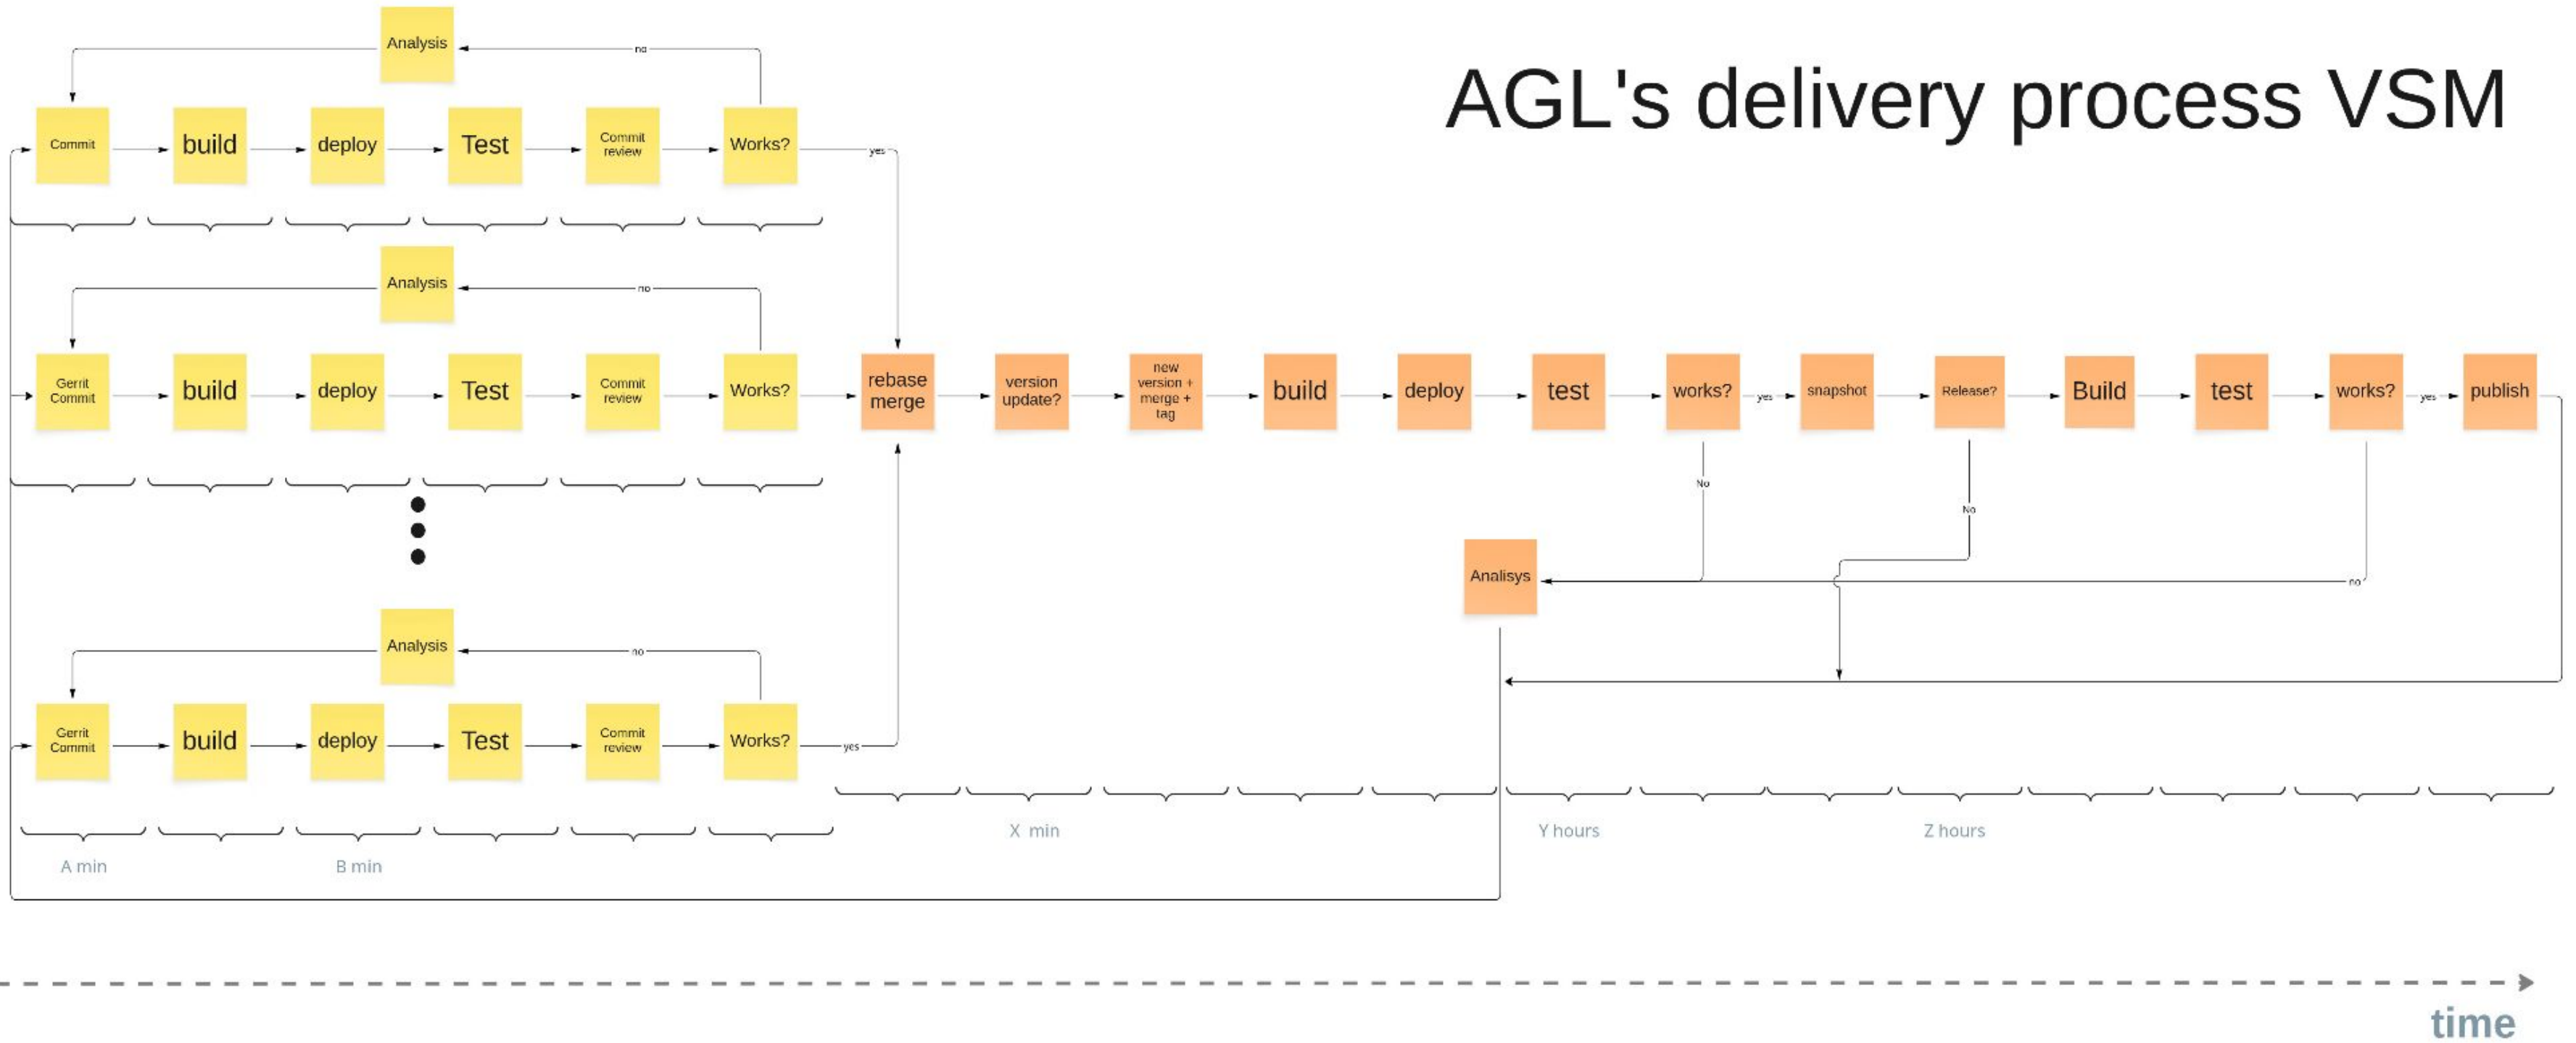 AGL's delivery process VSM
Analysis
no
Commit
build
deploy
Test
Commit
review
Works?
yes
Analysis
no
Gerrit
Commit
build
deploy
Test
Commit
review
Works?
rebase
merge
version
update?
new
version +
merge +
tag
build
deploy
test
works?
yes
snapshot
Release?
Build
test
works?
yes
publish
No
No
Analisys
no
Analysis
no
Gerrit
Commit
build
deploy
Test
Commit
review
Works?
yes
X min
Y hours
Z hours
A min
B min
time